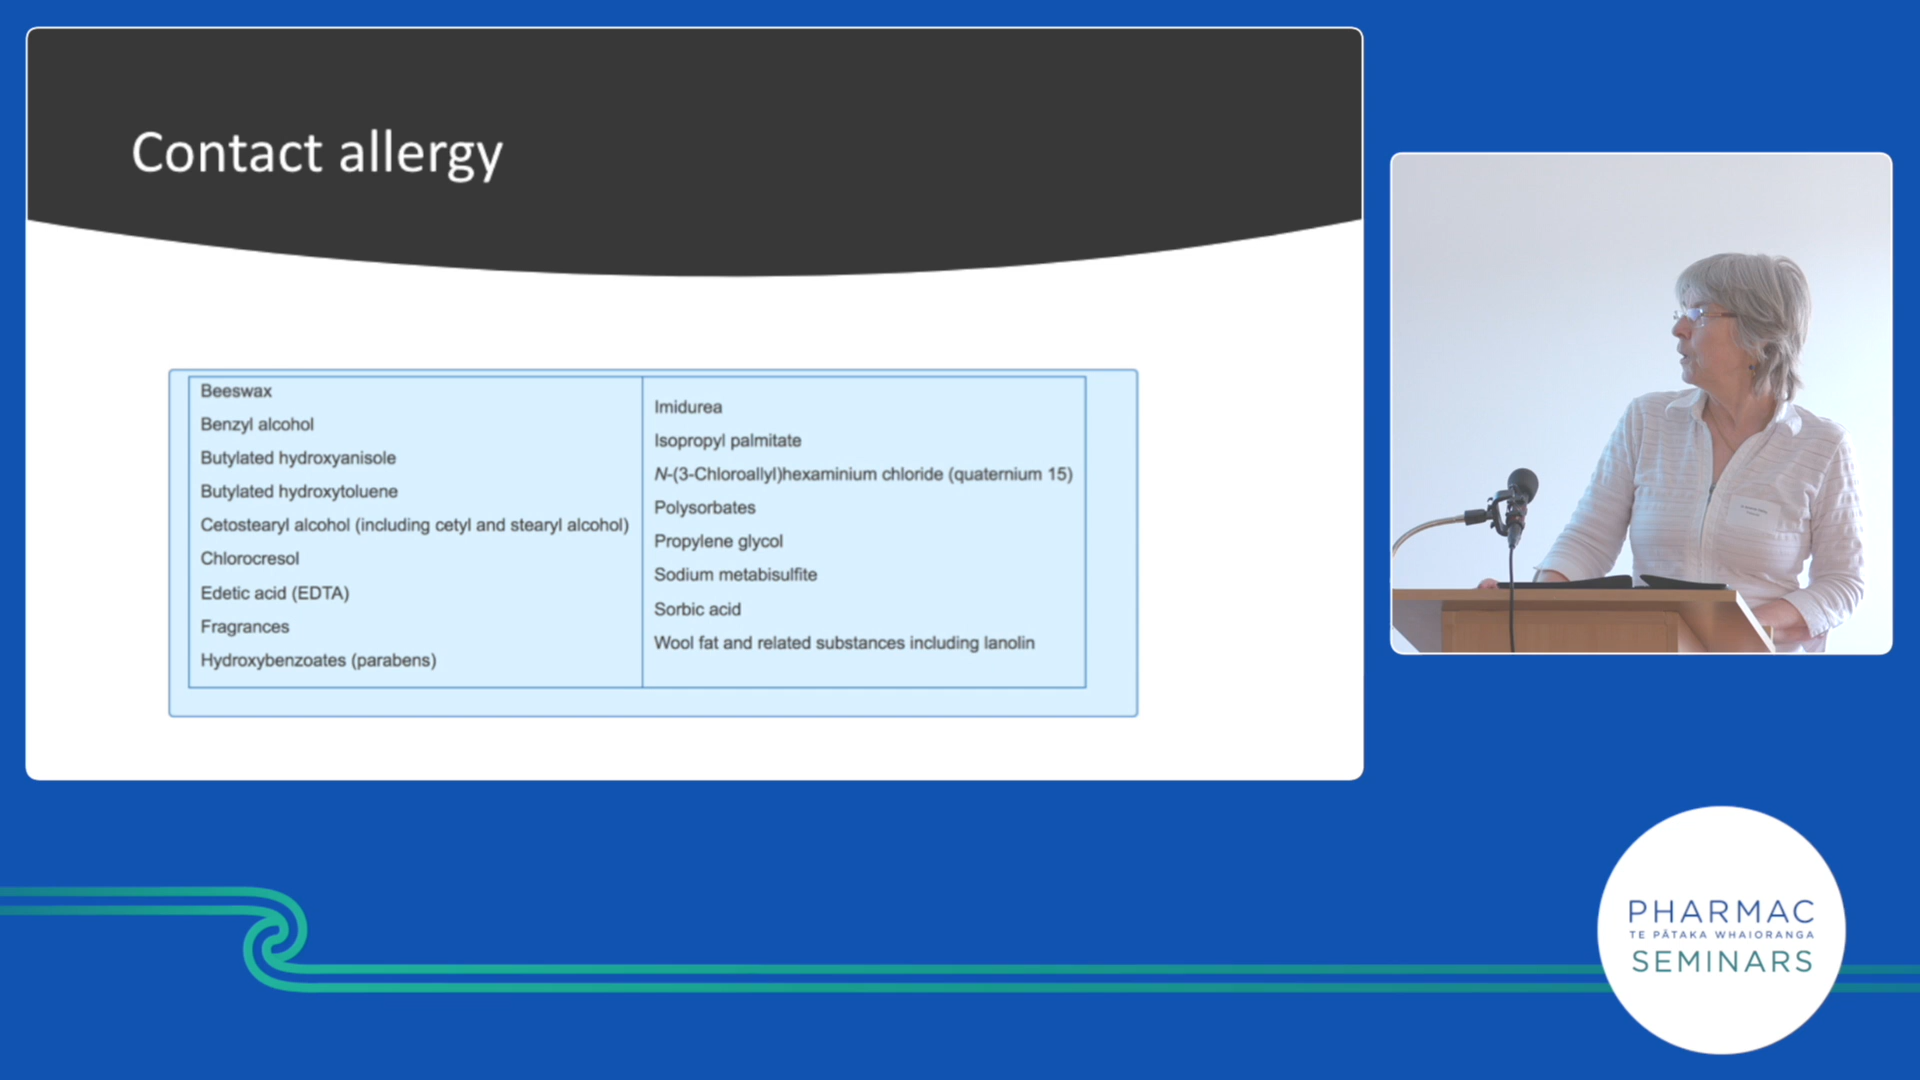 Contact allergy
Beeswax
Benzyl alcohol
Butylated hydroxyanisole
Butylated hydroxytoluene
Cetostearyl alcohol (including cetyl and stearyl alcohol)
Chlorocresol
Edetic acid (EDTA)
Fragrances
Hydroxybenzoates (parabens)
Imidurea
Isopropyl palmitate
N-(3-Chloroallyl)hexaminium chloride (quaternium 15)
Polysorbates
Propylene glycol
Sodium metabisulfite
Sorbic acid
Wool fat and related substances including lanolin
PHARMAC
TE PĀTAKA WHAIORANGA
SEMINARS